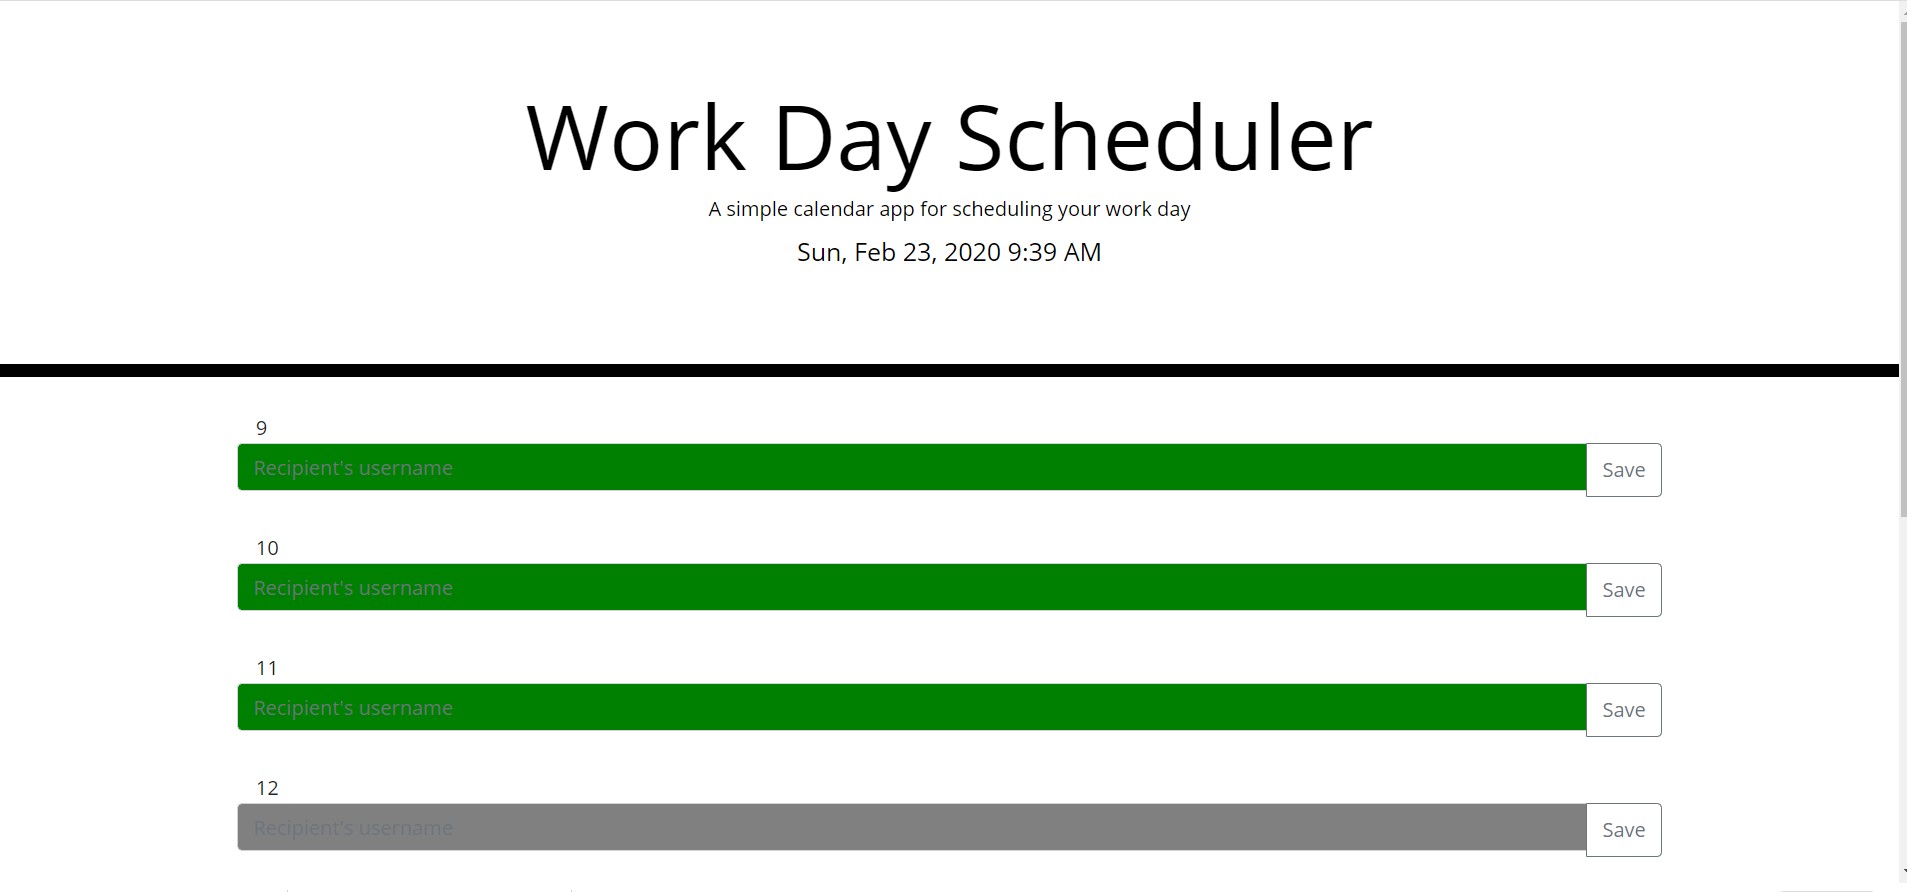 Work Day Scheduler
A simple calendar app for scheduling your work day
Sun, Feb 23, 2020 9:39 AM
9
Recipient's username
Save
10
Recipient's username
Save
11
Recipient's username
Save
12
Recipient's username
Save